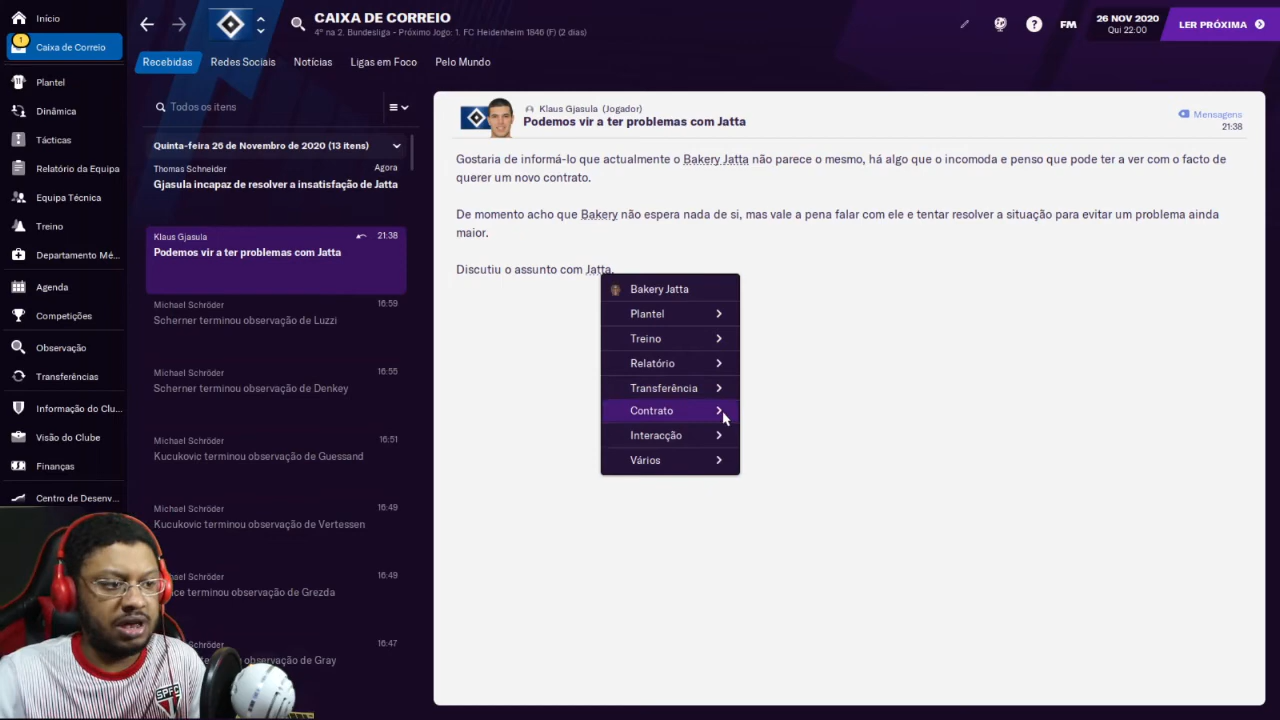 Início
CAIXA DE CORREIO
4º na 2. Bundesliga - Próximo Jogo: 1. FC Heidenheim 1846 (F) (2 dias)
FM
26 NOV 2020
Qui 22:00
LER PRÓXIMA
1
Caixa de Correio
Recebidas
Redes Sociais
Notícias
Ligas em Foco
Pelo Mundo
Plantel
Dinâmica
Tácticas
Relatório da Equipa
Equipa Técnica
Treino
Departamento Mé...
Agenda
Competições
Observação
Transferências
Informação do Clu...
Visão do Clube
Finanças
Centro de Desenv...
Todos os itens
Quinta-feira 26 de Novembro de 2020 (13 itens)
Thomas Schneider
Agora
Gjasula incapaz de resolver a insatisfação de Jatta
Klaus Gjasula
21:38
Podemos vir a ter problemas com Jatta
Michael Schröder
16:59
Scherner terminou observação de Luzzi
Michael Schröder
16:55
Scherner terminou observação de Denkey
Michael Schröder
16:51
Kucukovic terminou observação de Guessand
Michael Schröder
16:49
Kucukovic terminou observação de Vertessen
hael Schröder
16:49
ce terminou observação de Grezda
Schröder
16:47
observação de Gray
Klaus Gjasula (Jogador)
Podemos vir a ter problemas com Jatta
Mensagens
21:38
Gostaria de informá-lo que actualmente o Bakery Jatta não parece o mesmo, há algo que o incomoda e penso que pode ter a ver com o facto de
querer um novo contrato.
De momento acho que Bakery não espera nada de si, mas vale a pena falar com ele e tentar resolver a situação para evitar um problema ainda
maior.
Discutiu o assunto com Jatta.
Bakery Jatta
Plantel
Treino
Relatório
Transferência
Contrato
Interacção
Vários
SPFC